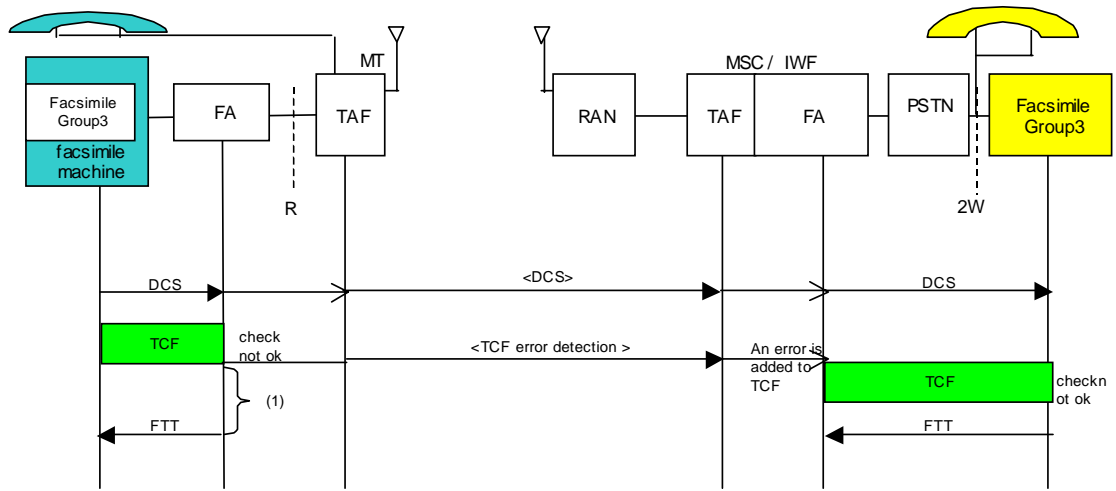 MT
MSC / IWF
Facsimile
Group3
facsimile
machine
FA
TAF
RAN
TAF
FA
PSTN
Facsimile
Group3
R
2W
DCS
<DCS>
DCS
TCF
check
not ok
<TCF error detection >
An error is
added to
TCF
TCF
checkn
ot ok
(1)
FTT
FTT